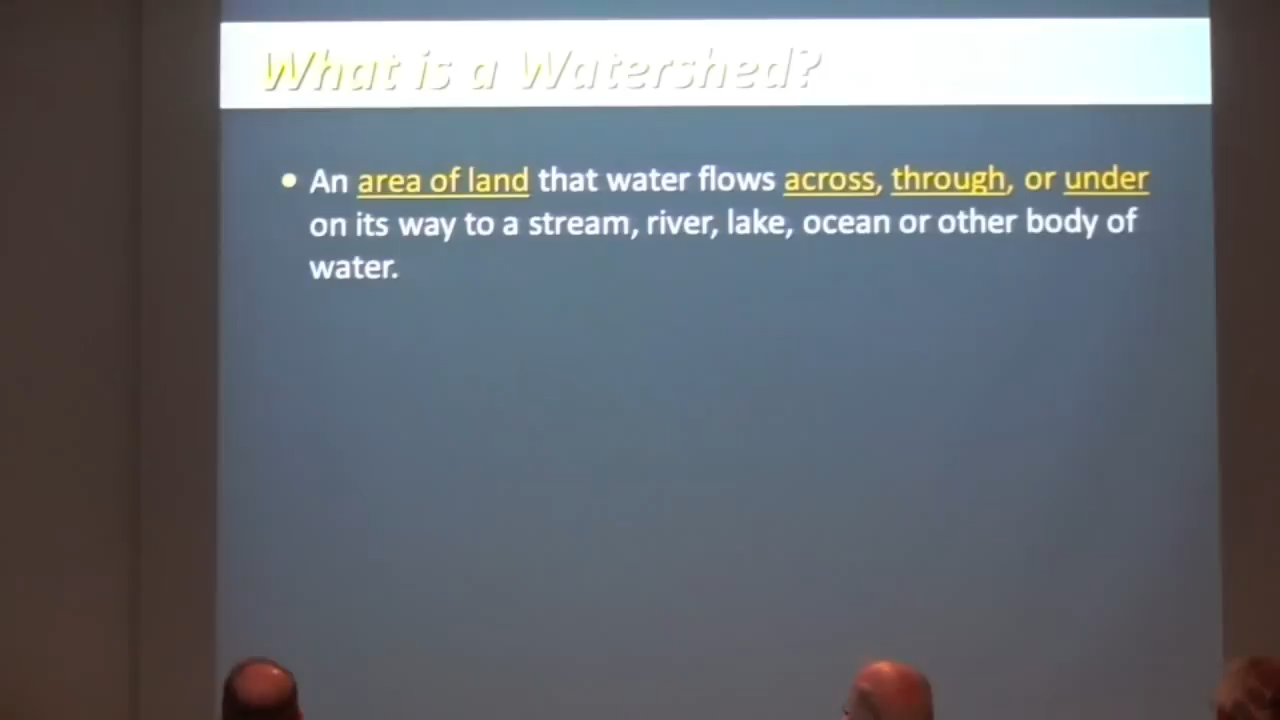 What is a Watershed?
• An area of land that water flows across, through, or under
on its way to a stream, river, lake, ocean or other body of
water.